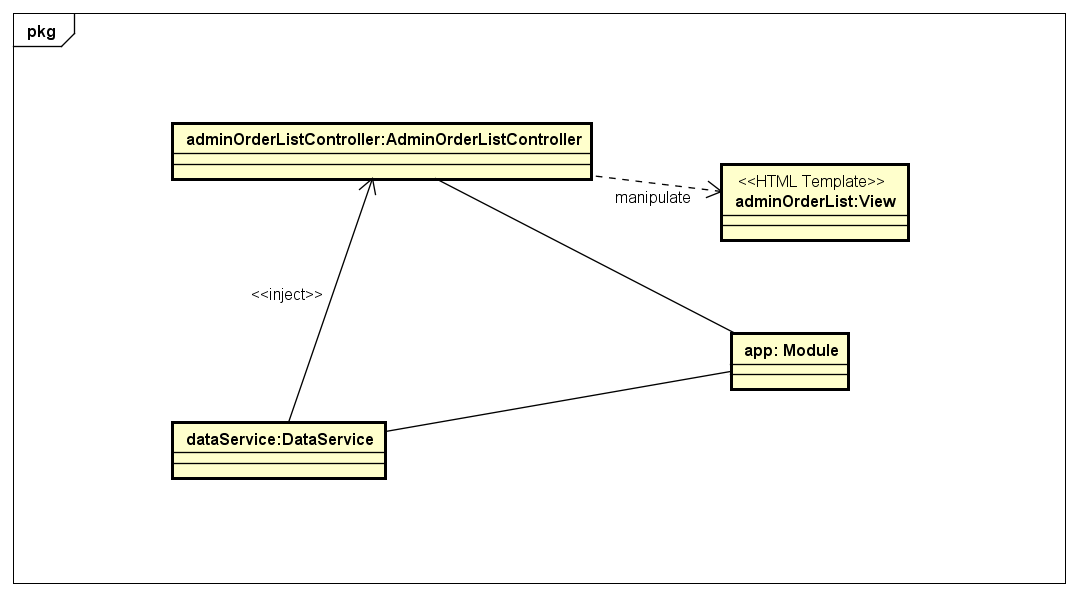 pkg
adminOrderListController:AdminOrderListController
<<HTML Template>>
adminOrderList:View
manipulate
<<inject>>
app: Module
dataService:DataService